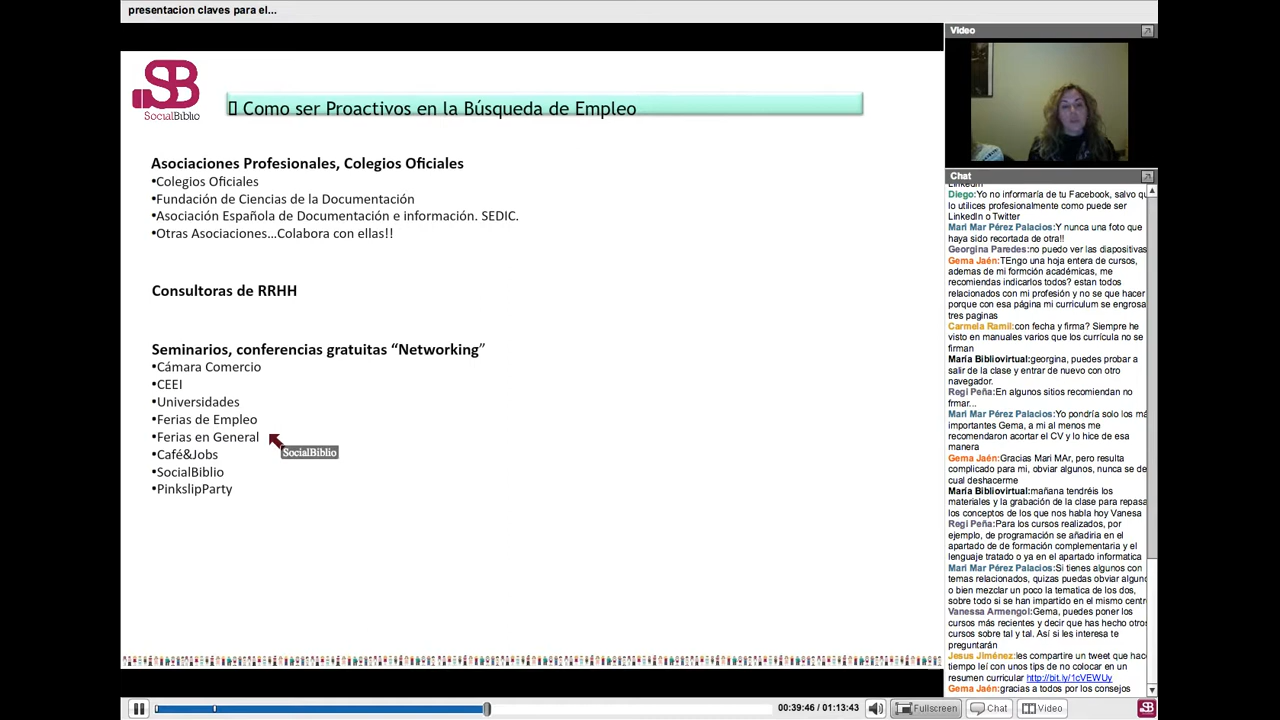 presentacion claves para el...
SB
SocialBiblio
Como ser Proactivos en la Búsqueda de Empleo
Asociaciones Profesionales, Colegios Oficiales
•Colegios Oficiales
•Fundación de Ciencias de la Documentación
•Asociación Española de Documentación e información. SEDIC.
•Otras Asociaciones...Colabora con ellas!!
Consultoras de RRHH
Seminarios, conferencias gratuitas “Networking”
•Cámara Comercio
•CEEI
•Universidades
•Ferias de Empleo
•Ferias en General
•Café&Jobs
•SocialBiblio
•PinkslipParty
SocialBiblio
Video
Chat
LinkedIn
Diego:Yo no informaría de tu Facebook, salvo qu
lo utilices profesionalmente como puede ser
LinkedIn o Twitter
Mari Mar Pérez Palacios:Y nunca una foto que
haya sido recortada de otra!!
Georgina Paredes:no puedo ver las diapositivas
Gema Jaén:TEngo una hoja entera de cursos,
ademas de mi formción académicas, me
recomiendas indicarlos todos? estan todos
relacionados con mi profesión y no se que hacer
porque con esa página mi curriculum se engrosa
tres paginas
Carmela Ramil:con fecha y firma? Siempre he
visto en manuales varios que los currícula no se
firman
María Bibliovirtual:georgina, puedes probar a
salir de la clase y entrar de nuevo con otro
navegador.
Regi Peña:En algunos sitios recomiendan no
frmar...
Mari Mar Pérez Palacios:Yo pondría solo los má
importantes Gema, a mi al menos me
recomendaron acortar el CV y lo hice de esa
manera
Gema Jaén:Gracias Mari MAr, pero resulta
complicado para mi, obviar algunos, nunca se de
cual deshacerme
María Bibliovirtual:mañana tendréis los
materiales y la grabación de la clase para repasa
los conceptos de los que nos habla hoy Vanesa
Regi Peña:Para los cursos realizados, por
ejemplo, de programación se añadiria en el
apartado de de formación complementaria y el
lenguaje tratado o ya en el apartado informatica
Mari Mar Pérez Palacios:Si tienes algunos con
temas relacionados, quizas puedas obviar alguno
o bien mezclar un poco la tematica de los dos,
sobre todo si se han impartido en el mismo centr
Vanessa Armengol:Gema, puedes poner los
cursos más recientes y decir que has hecho otros
cursos sobre tal y tal. Así si les interesa te
preguntarán
Jesus JIménez:les compartire un tweet que hac
tiempo leí con unos tips de no colocar en un
resumen curricular http://bit.ly/1cVEWUy
Gema Jaén:gracias a todos por los consejos
00:39:46 / 01:13:43
Fullscreen
Chat
Video
SB